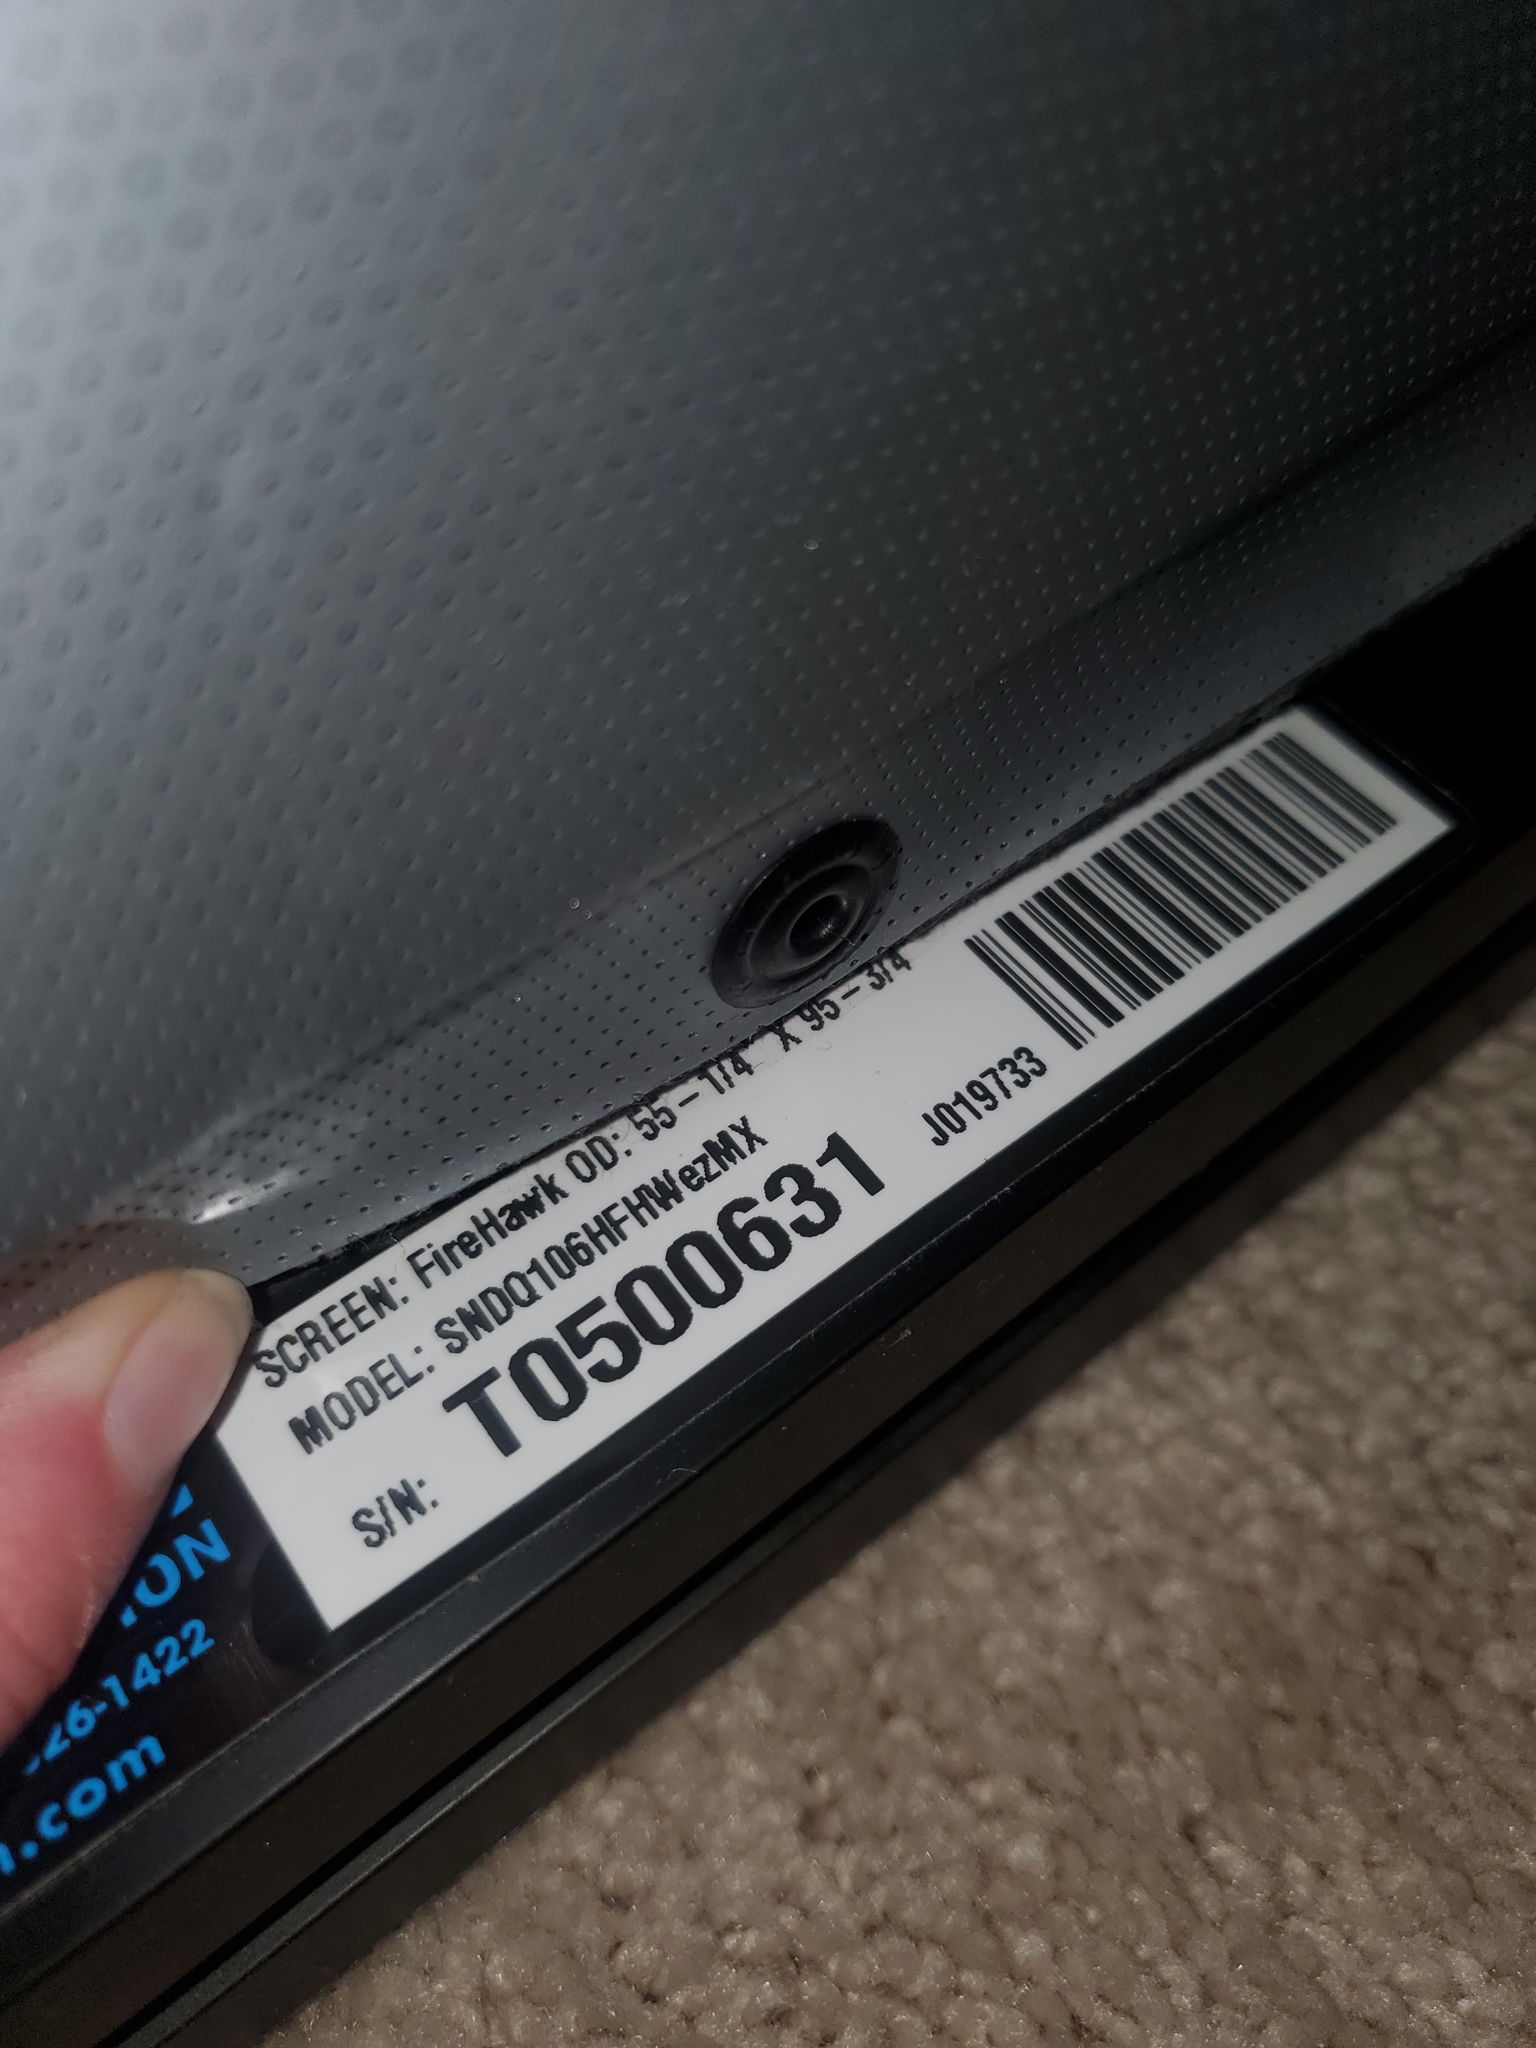 SCREEN: FireHawk OD: 55-1/4" X 95-3/4
MODEL: SNDQ106HFHWezMX
S/N: T0500631
J019733
26-1422
.com